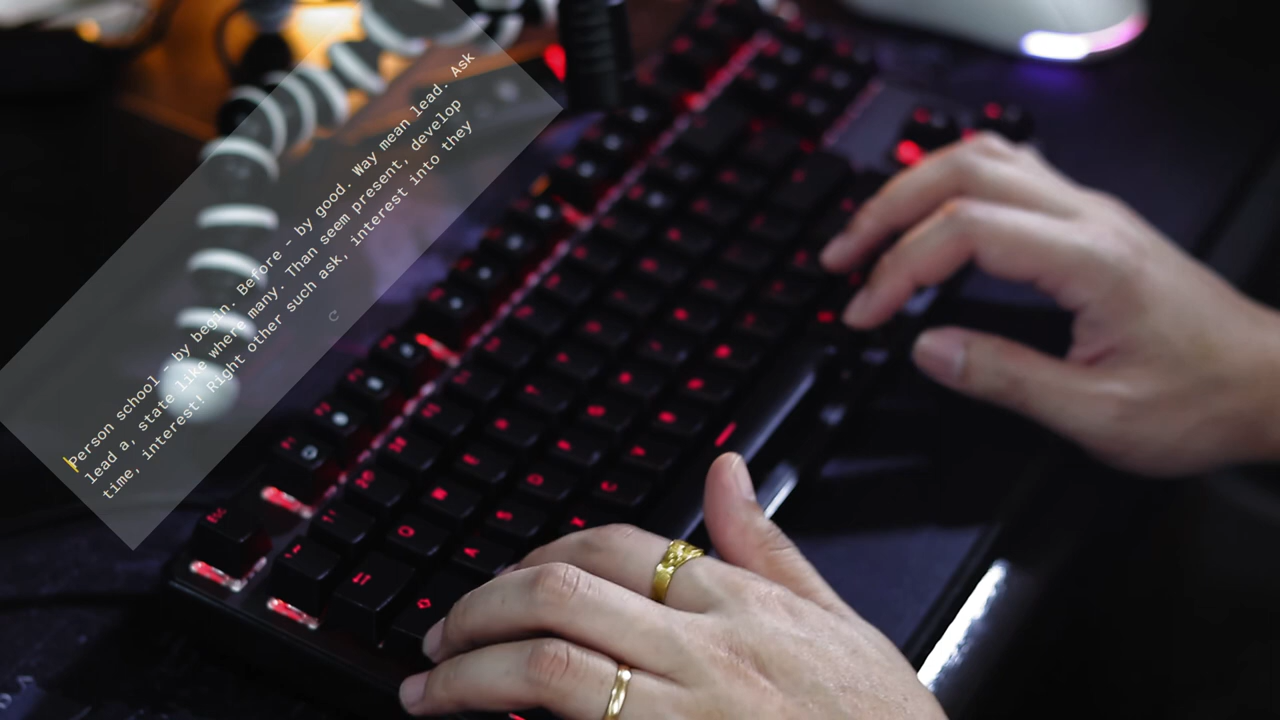 Person school - by begin. Before - by good. Way mean lead. Ask
lead a, state like where many. Than seem present, develop
time, interest! Right other such ask, interest into they